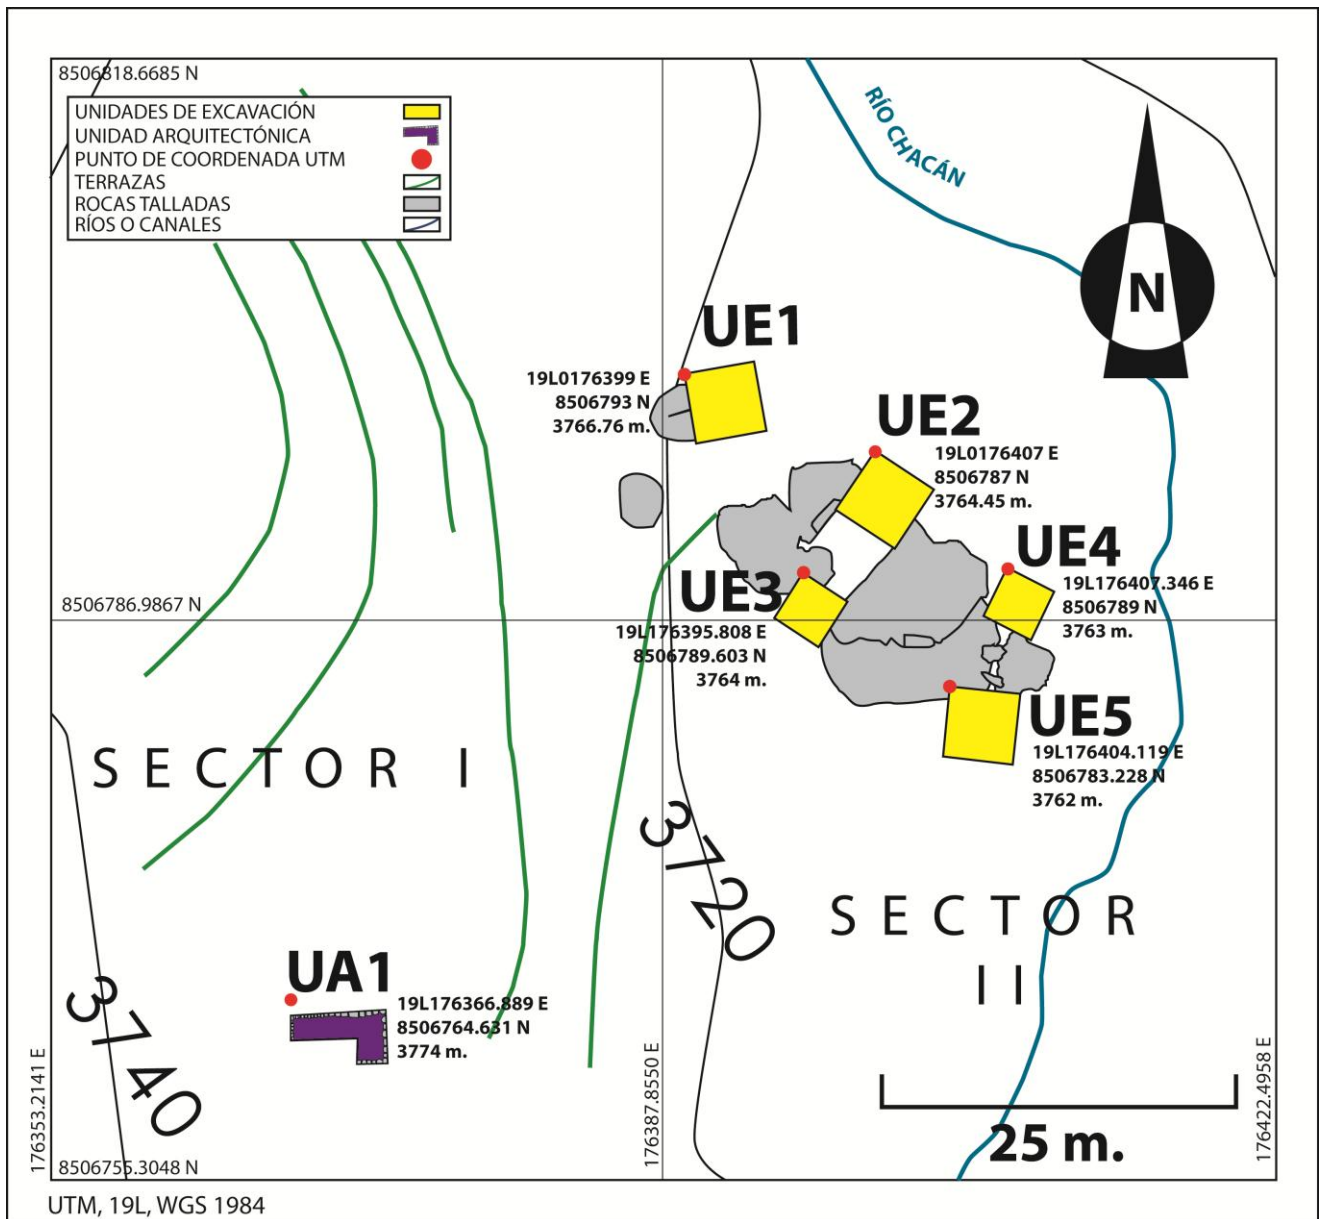 8506818.6685 N
UNIDADES DE EXCAVACIÓN
UNIDAD ARQUITECTÓNICA
PUNTO DE COORDENADA UTM
TERRAZAS
ROCAS TALLADAS
RÍOS O CANALES
RÍO CHACÁN
N
UE1
19L0176399 E
8506793 N
3766.76 m.
UE2
19L0176407 E
8506787 N
3764.45 m.
UE4
19L176407.346 E
8506789 N
3763 m.
UE3
19L176395.808 E
8506789.603 N
3764 m.
8506786.9867 N
UE5
19L176404.119 E
8506783.228 N
3762 m.
SECTOR I
3720
SECTOR
II
UA1
19L176366.889 E
8506764.631 N
3774 m.
3740
176353.2141 E
176387.8550 E
176422.4958 E
25 m.
8506755.3048 N
UTM, 19L, WGS 1984